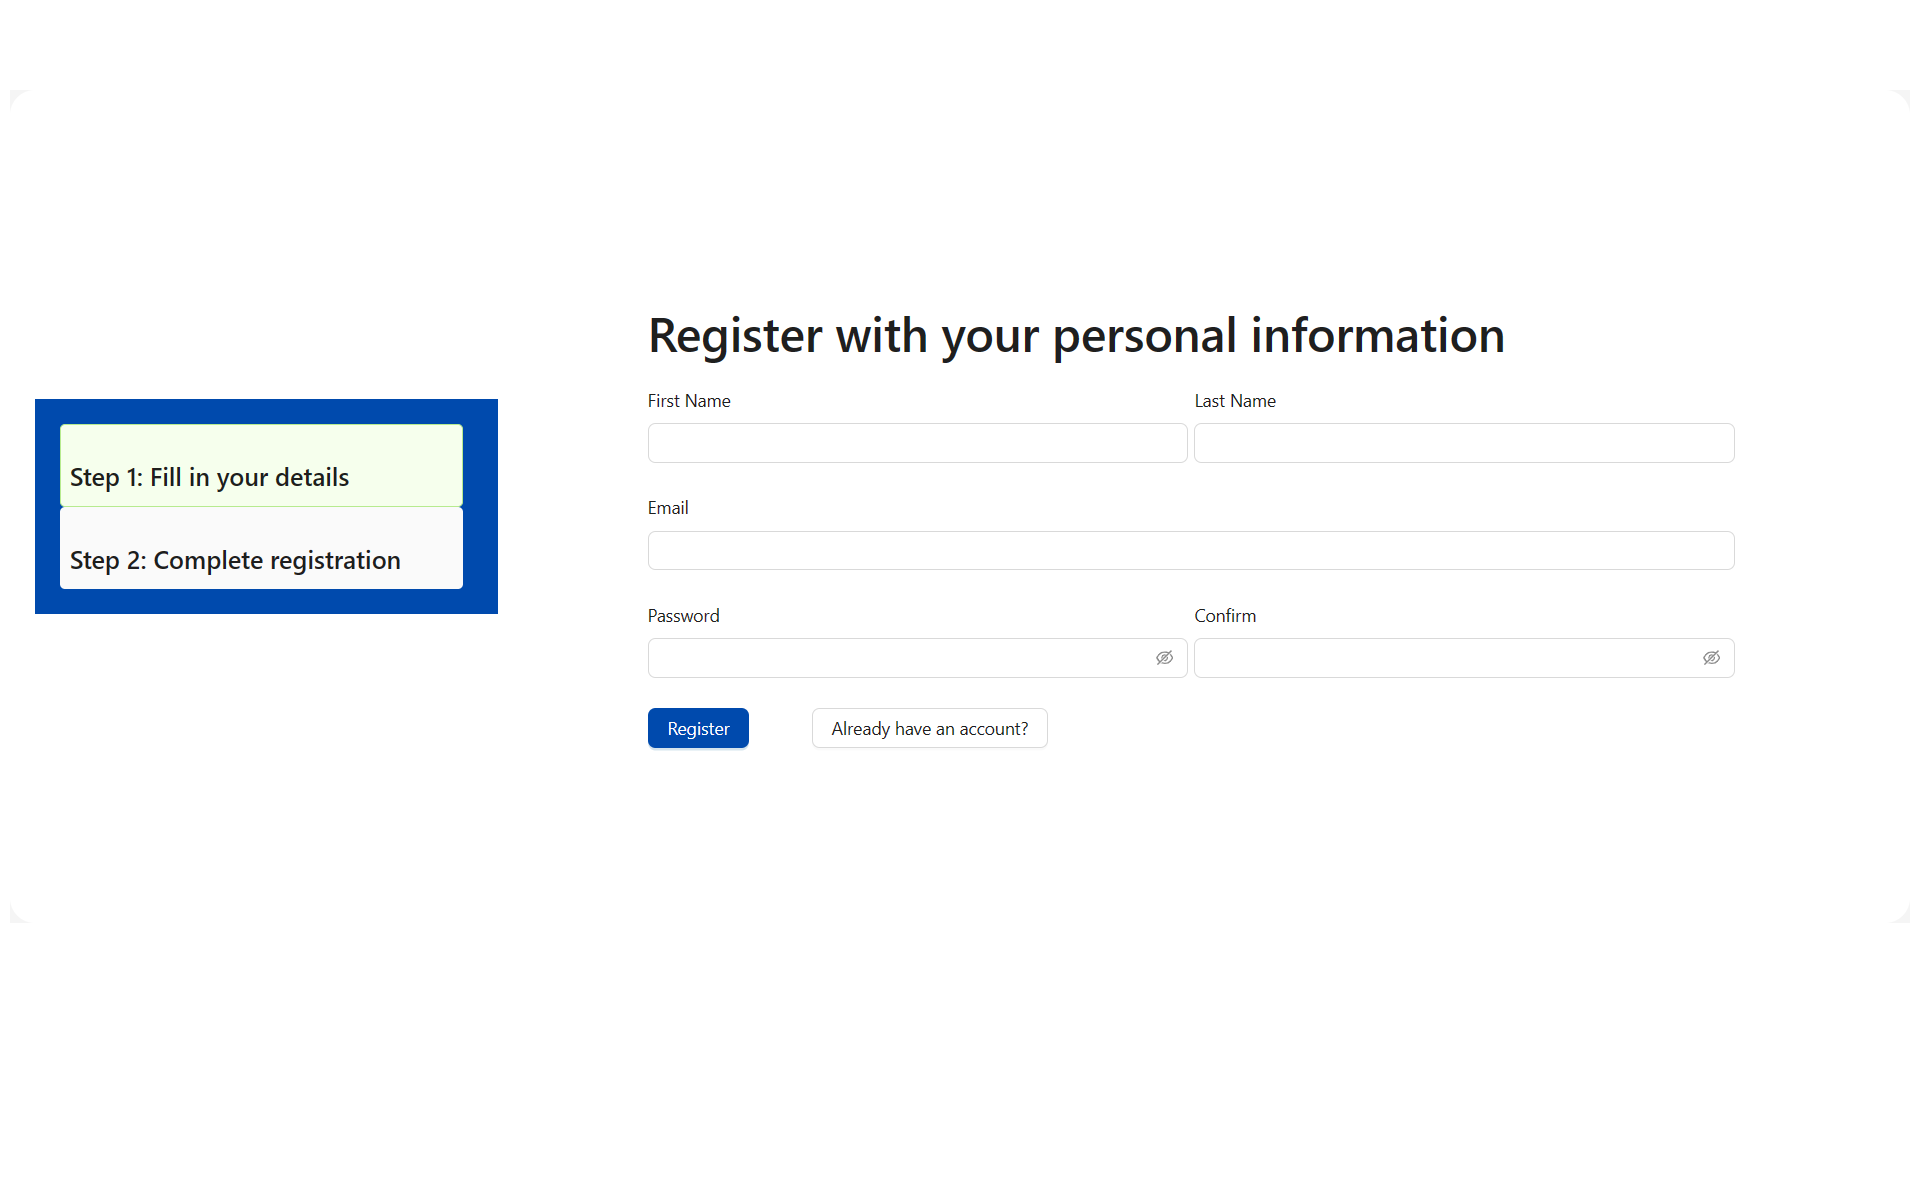 Step 1: Fill in your details
Step 2: Complete registration
Register with your personal information
First Name
Last Name
Email
Password
Confirm
Register
Already have an account?